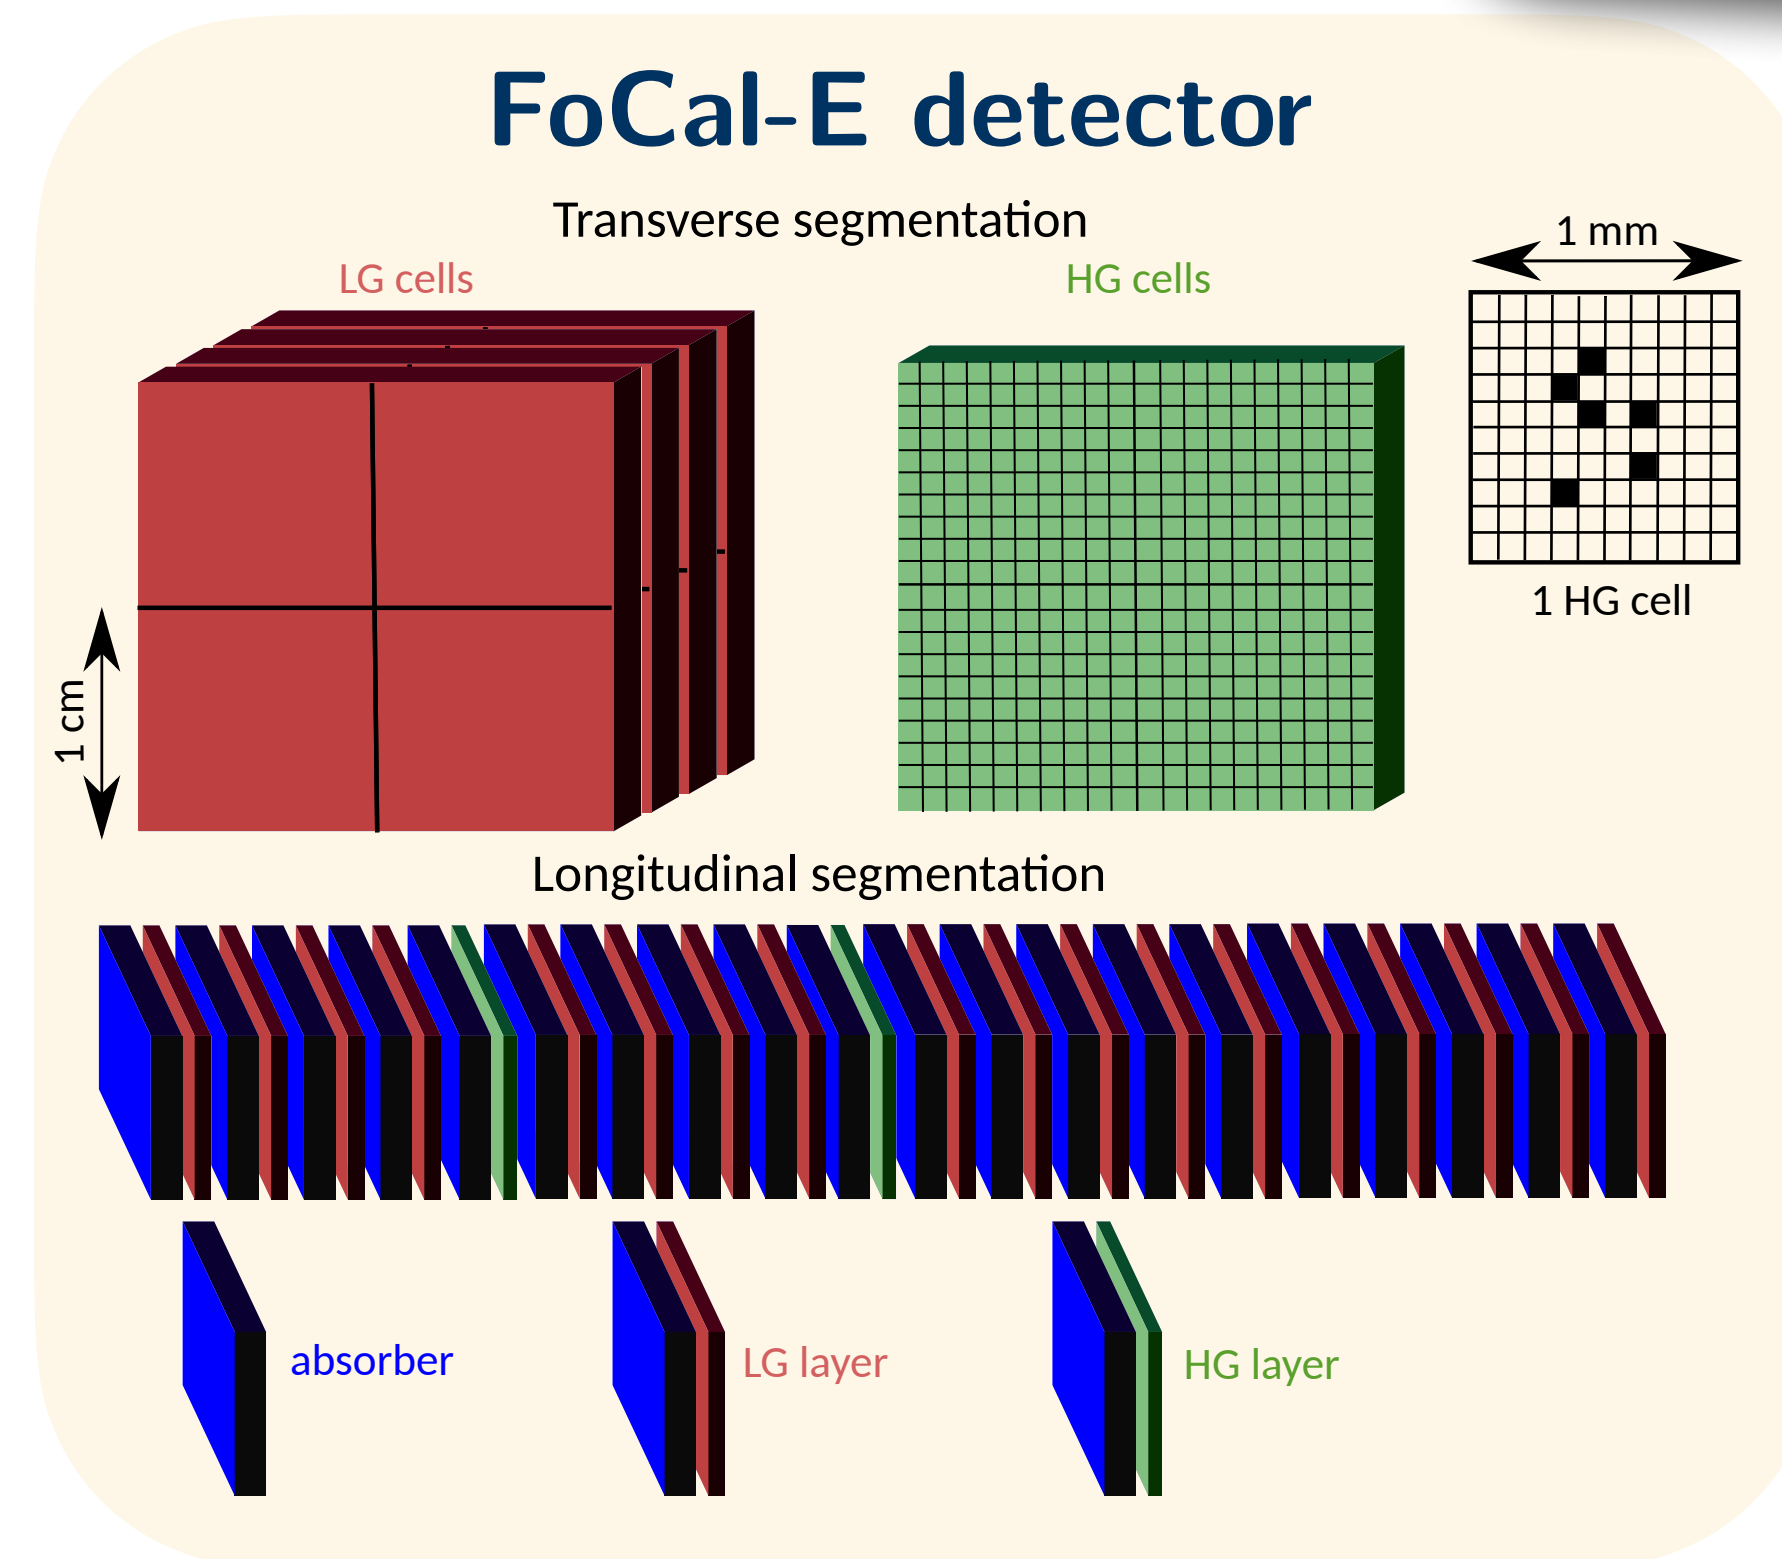 FoCal-E detector
Transverse segmentation
LG cells
HG cells
1 mm
1 HG cell
1 cm
Longitudinal segmentation
absorber
LG layer
HG layer